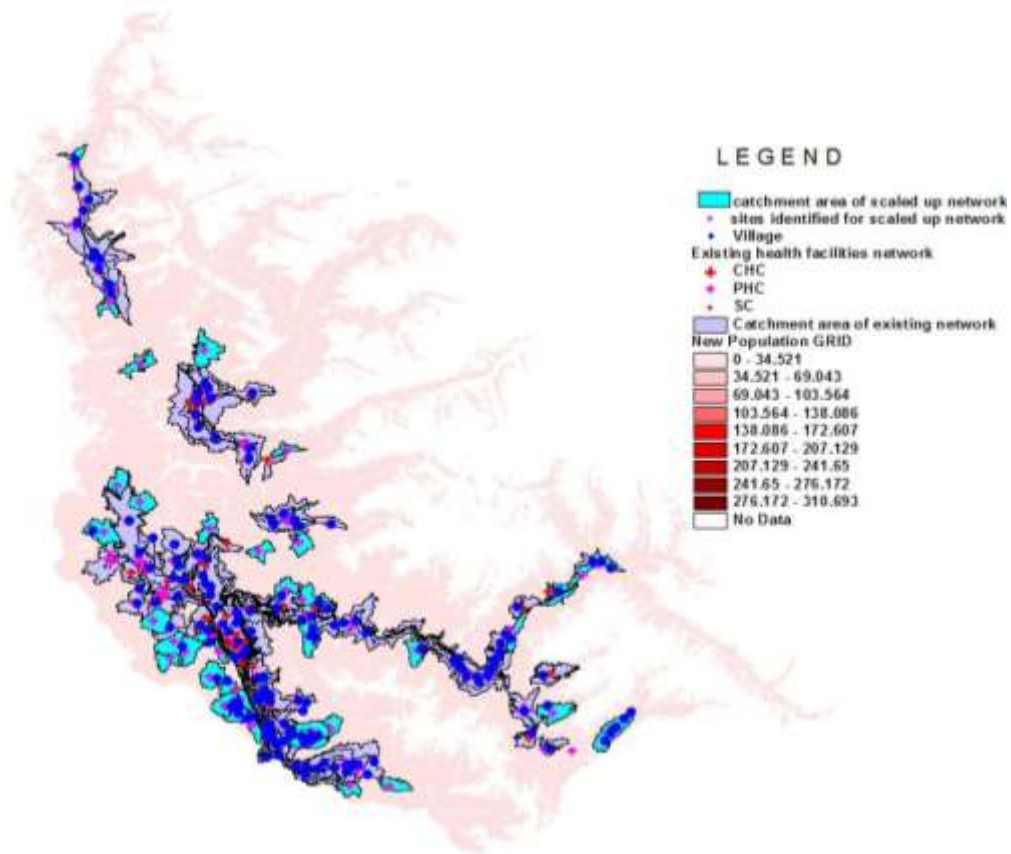 LEGEND
catchment area of scaled up network
sites identified for scaled up network
Village
Existing health facilities network
CHC
PHC
SC
Catchment area of existing network
New Population GRID
0 - 34.521
34.521 - 69.043
69.043 - 103.564
103.564 - 138.086
138.086 - 172.607
172.607 - 207.129
207.129 - 241.65
241.65 - 276.172
276.172 - 310.693
No Data